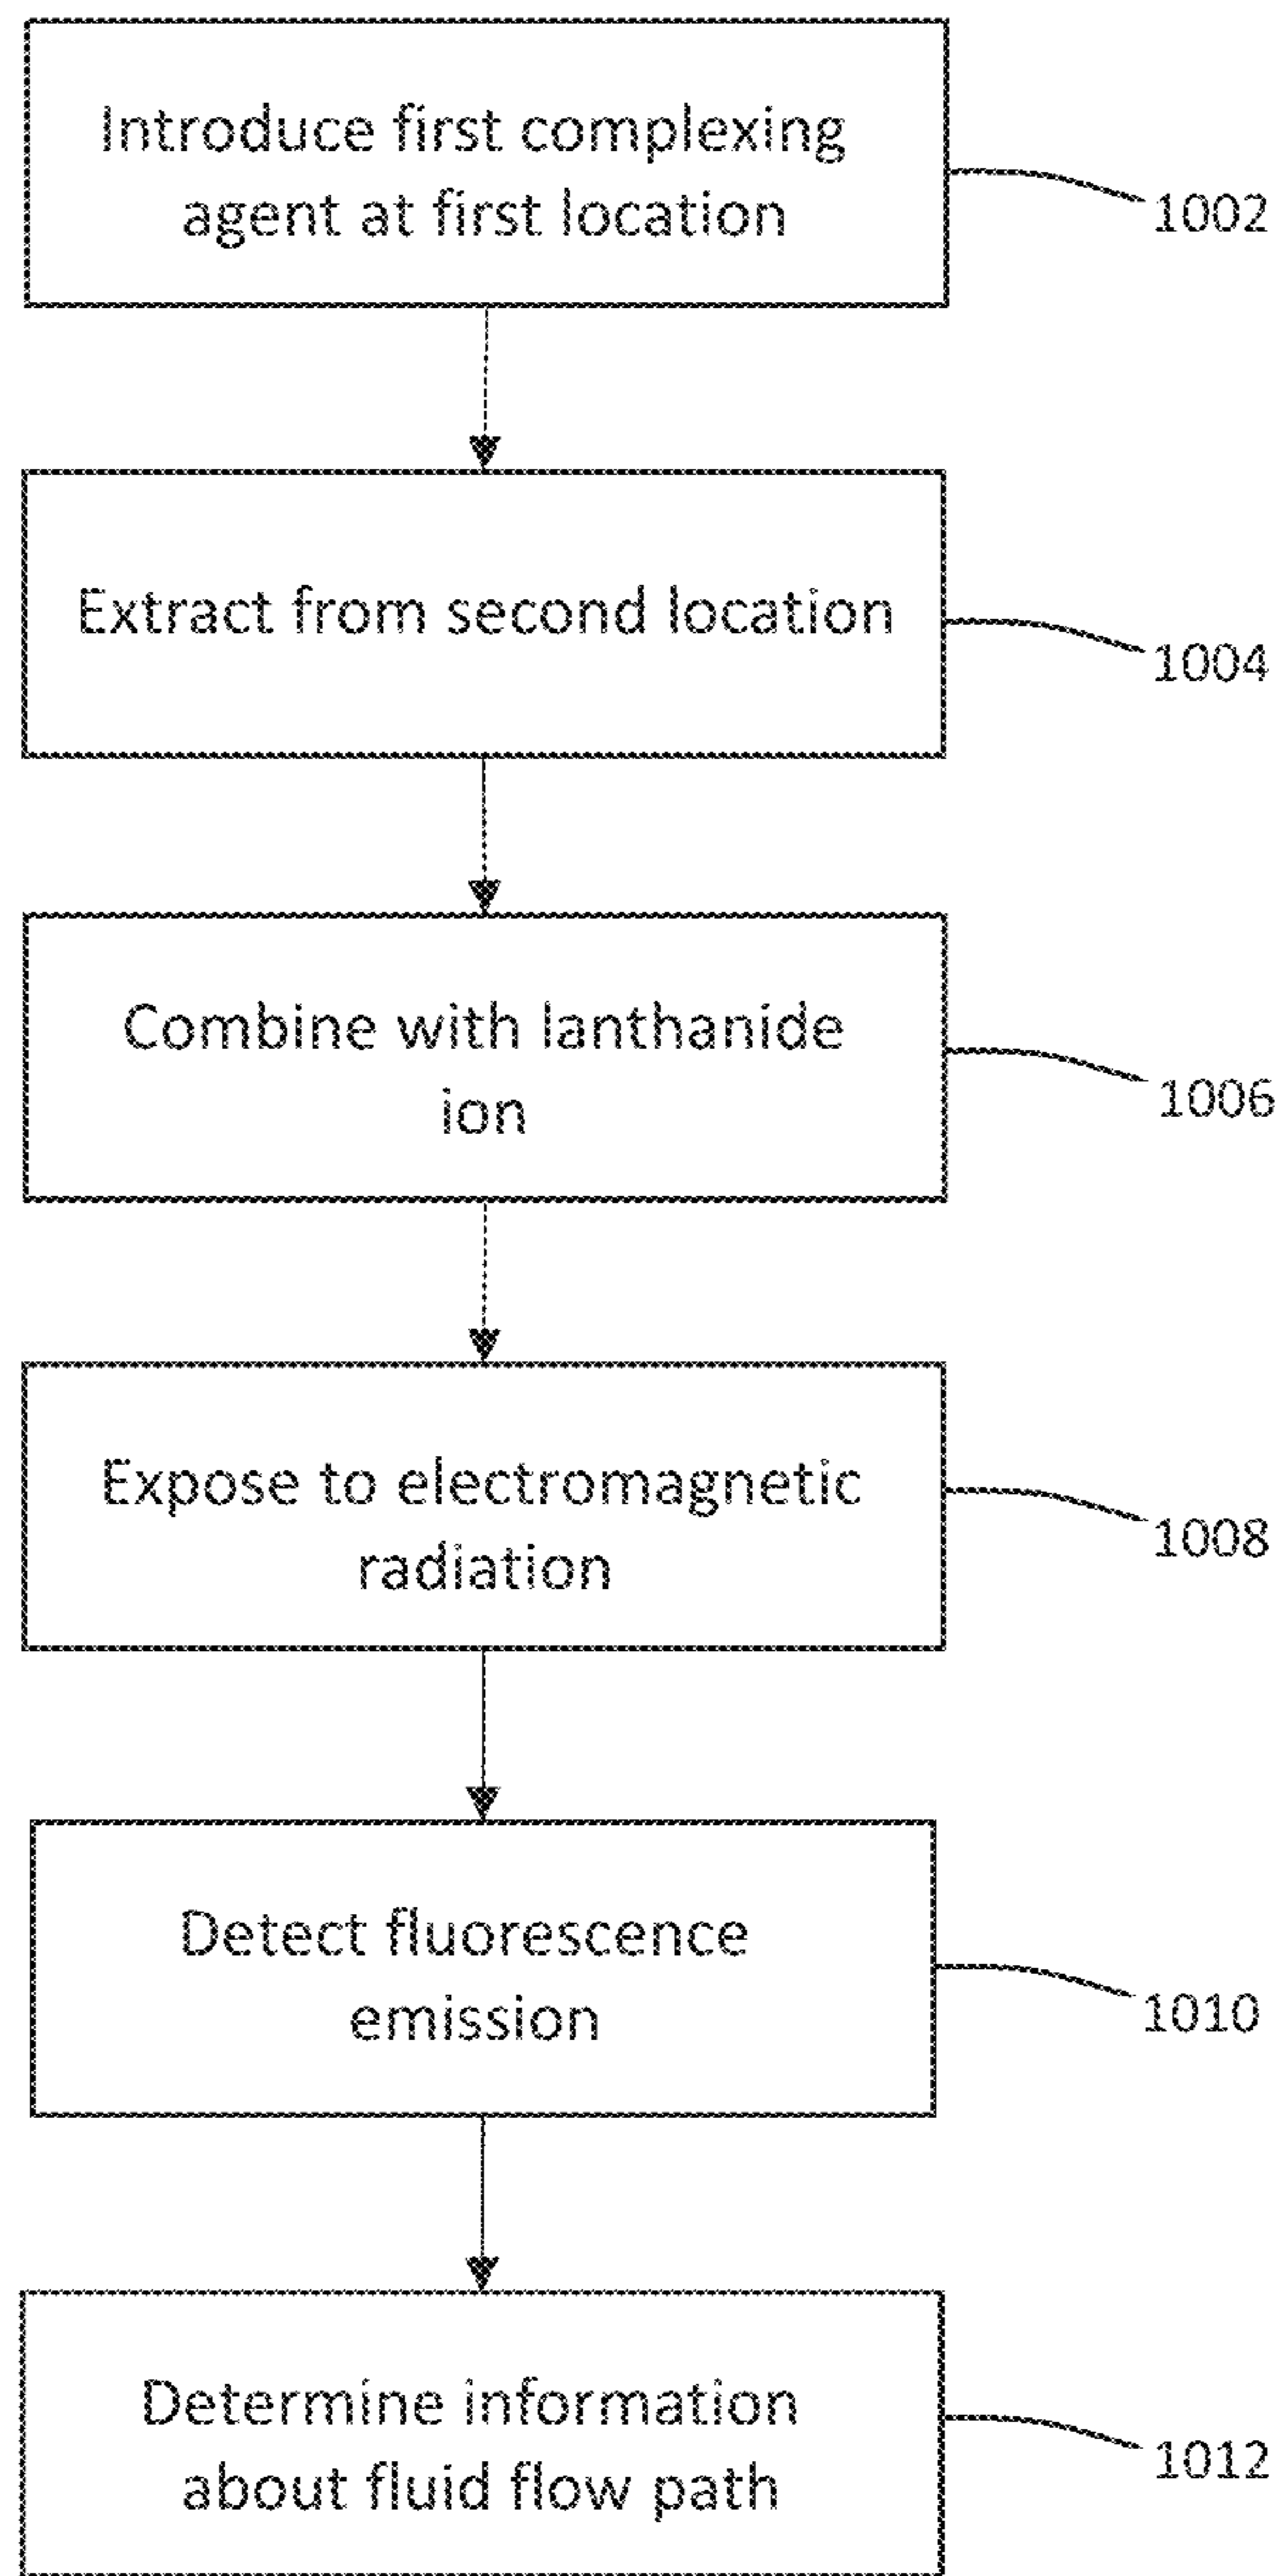 Introduce first complexing
agent at first location
1002
Extract from second location
1004
Combine with lanthanide
ion
1006
Expose to electromagnetic
radiation
1008
Detect fluorescence
emission
1010
Determine information
about fluid flow path
1012